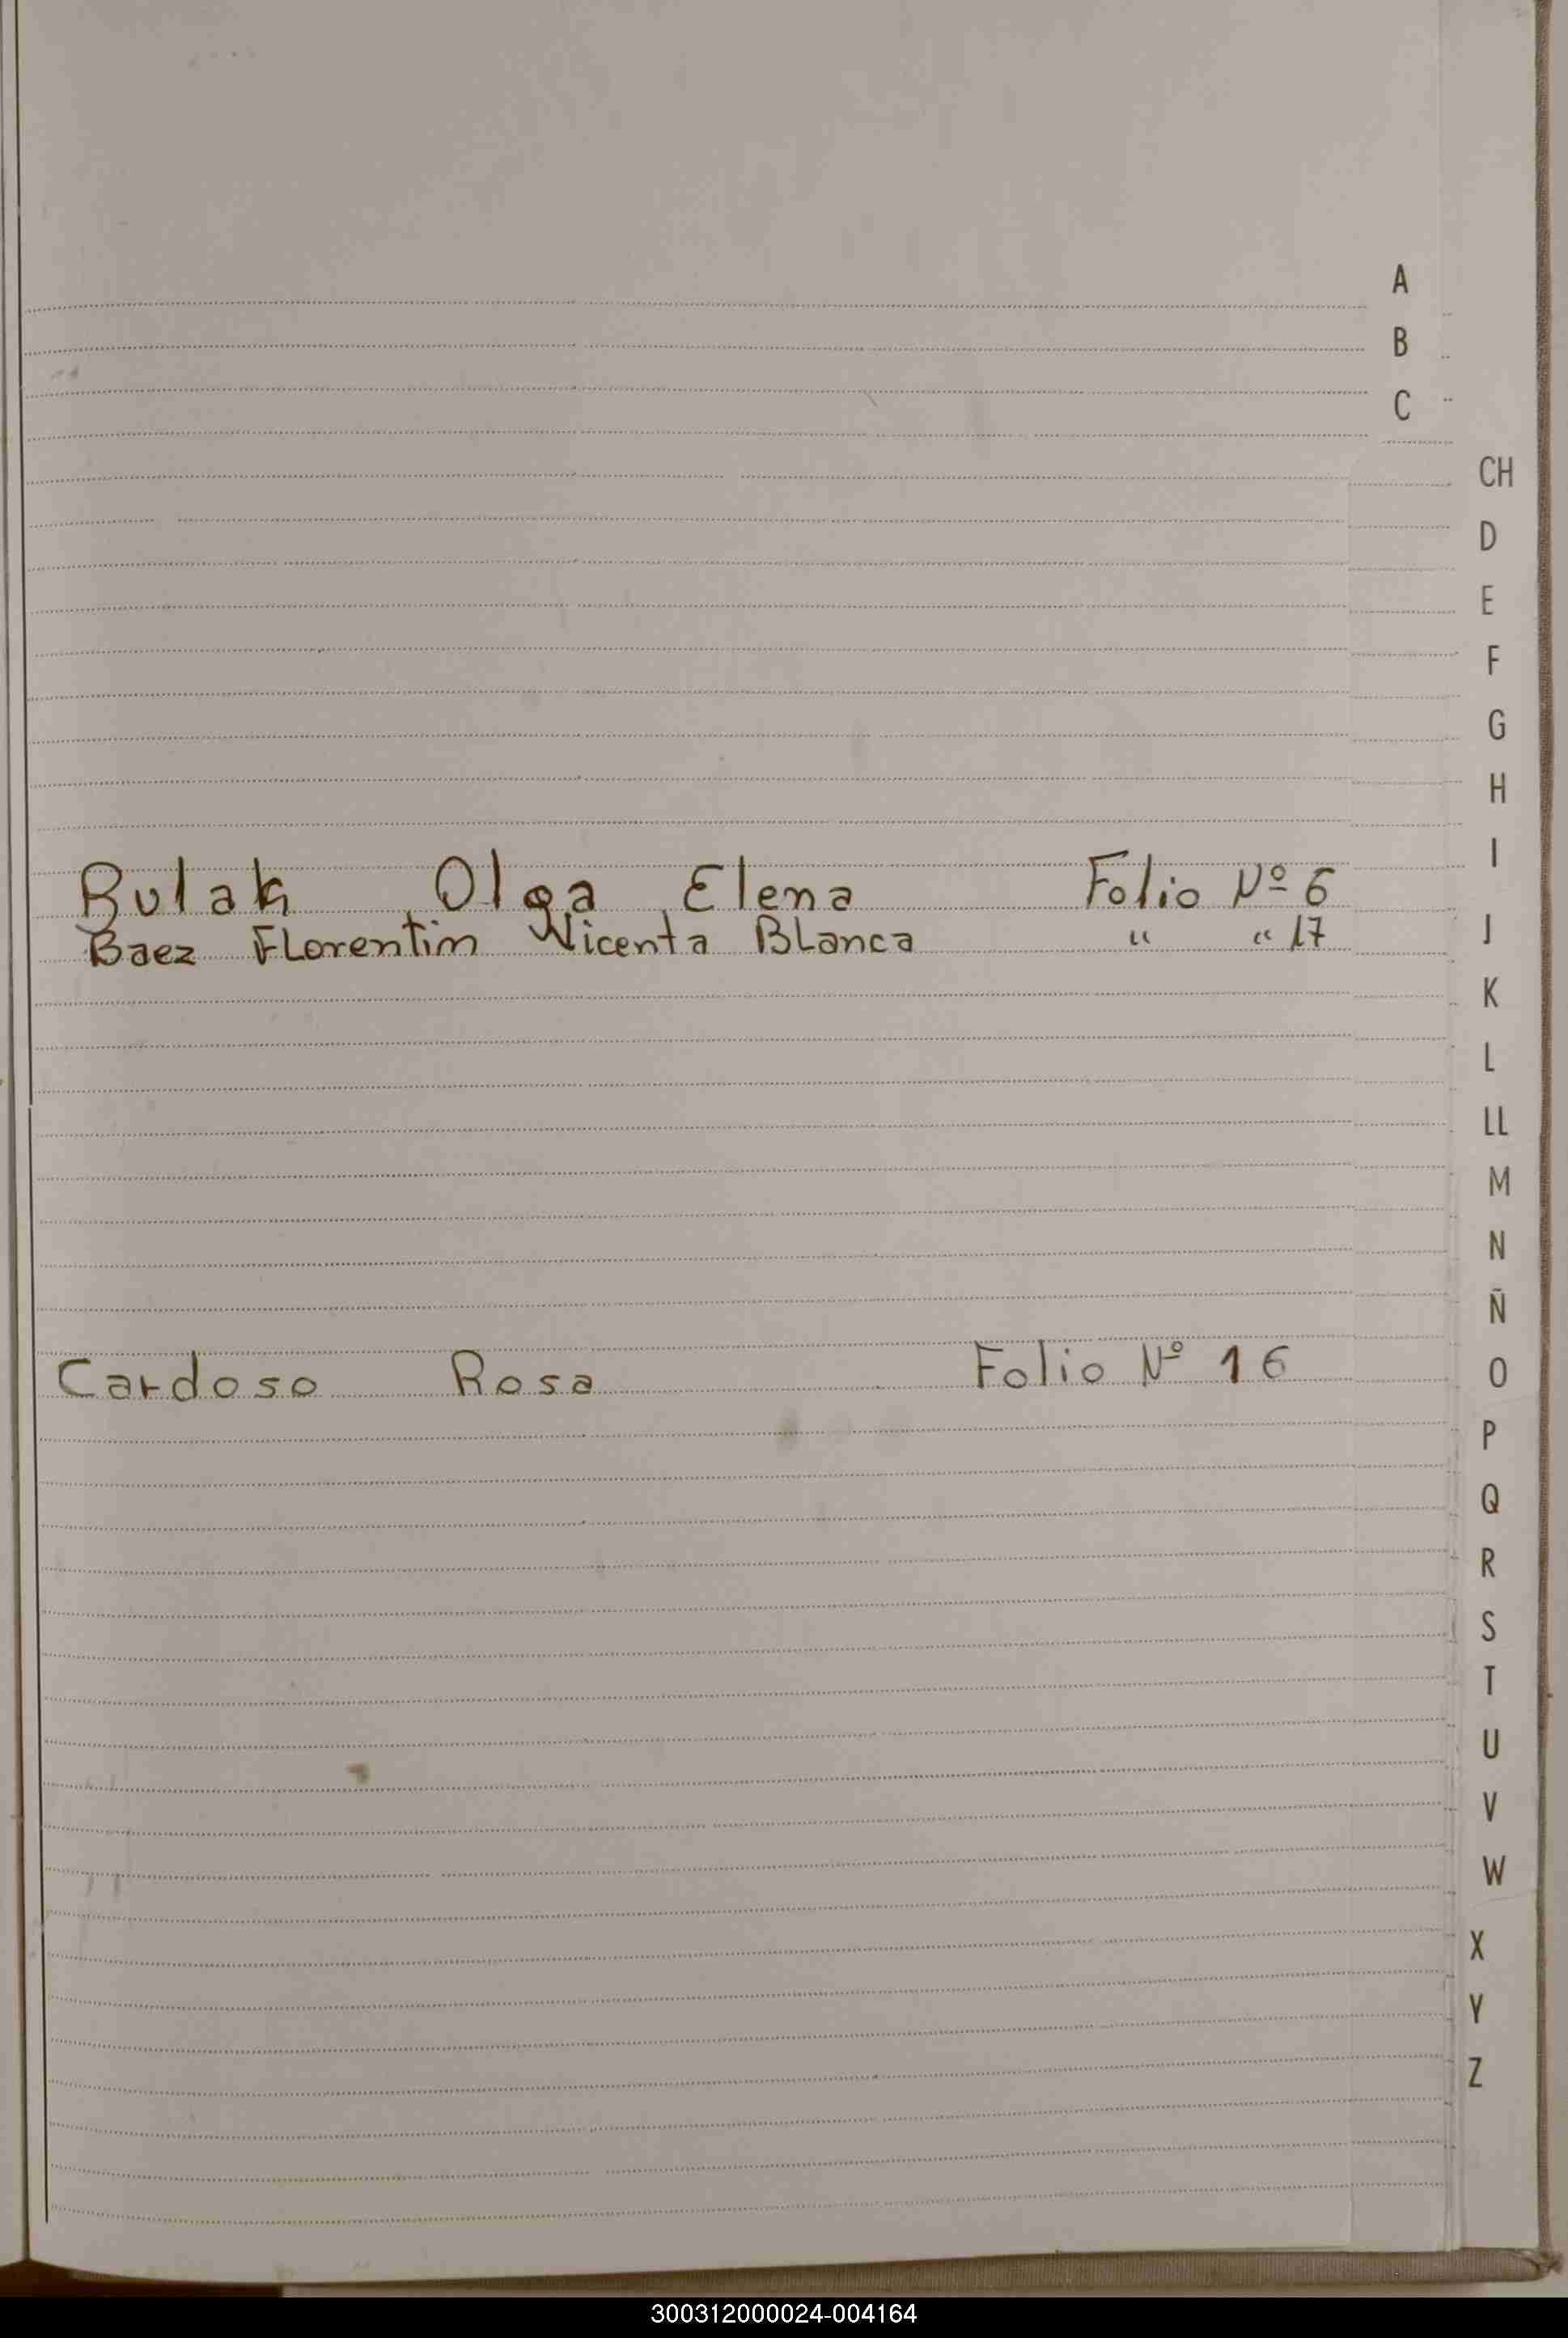 A
B
C
CH
D
E
F
G
H
I
Bulak Olga Elena Folio Nº 6
Baez Florentin Vicenta Blanca " " 17
J
K
L
LL
M
N
Ñ
Cardoso Rosa Folio Nº 16
O
P
Q
R
S
T
U
V
W
X
Y
Z
300312000024-004164